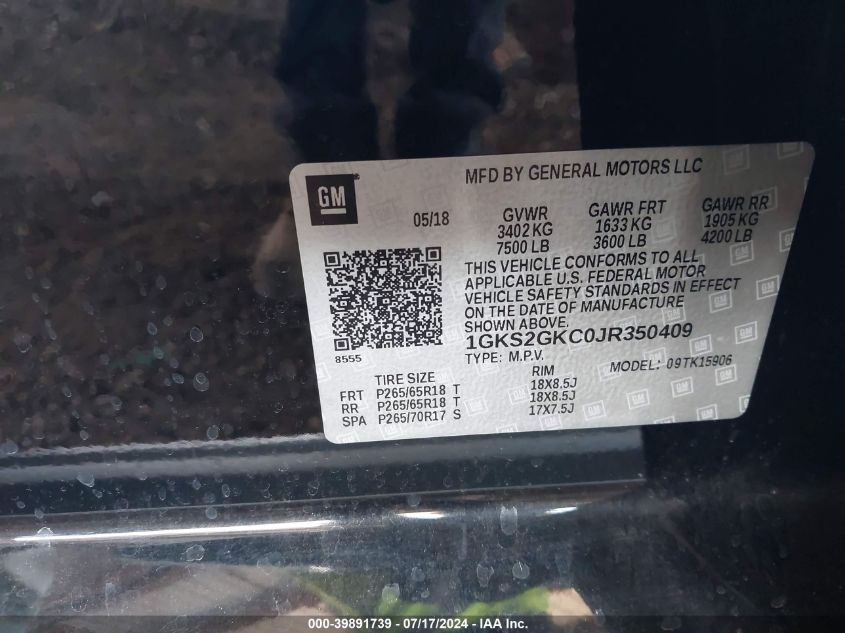 GM
MFD BY GENERAL MOTORS LLC
05/18
GVWR GAWR FRT GAWR RR
3402 KG 1633 KG 1905 KG
7500 LB 3600 LB 4200 LB
THIS VEHICLE CONFORMS TO ALL
APPLICABLE U.S. FEDERAL MOTOR
VEHICLE SAFETY STANDARDS IN EFFECT
ON THE DATE OF MANUFACTURE
SHOWN ABOVE.
1GKS2GKC0JR350409
8555
TYPE: M.P.V. MODEL: 09TK15906
TIRE SIZE RIM
FRT P265/65R18 T 18X8.5J
RR P265/65R18 T 18X8.5J
SPA P265/70R17 S 17X7.5J
000-39891739 - 07/17/2024 - IAA Inc.